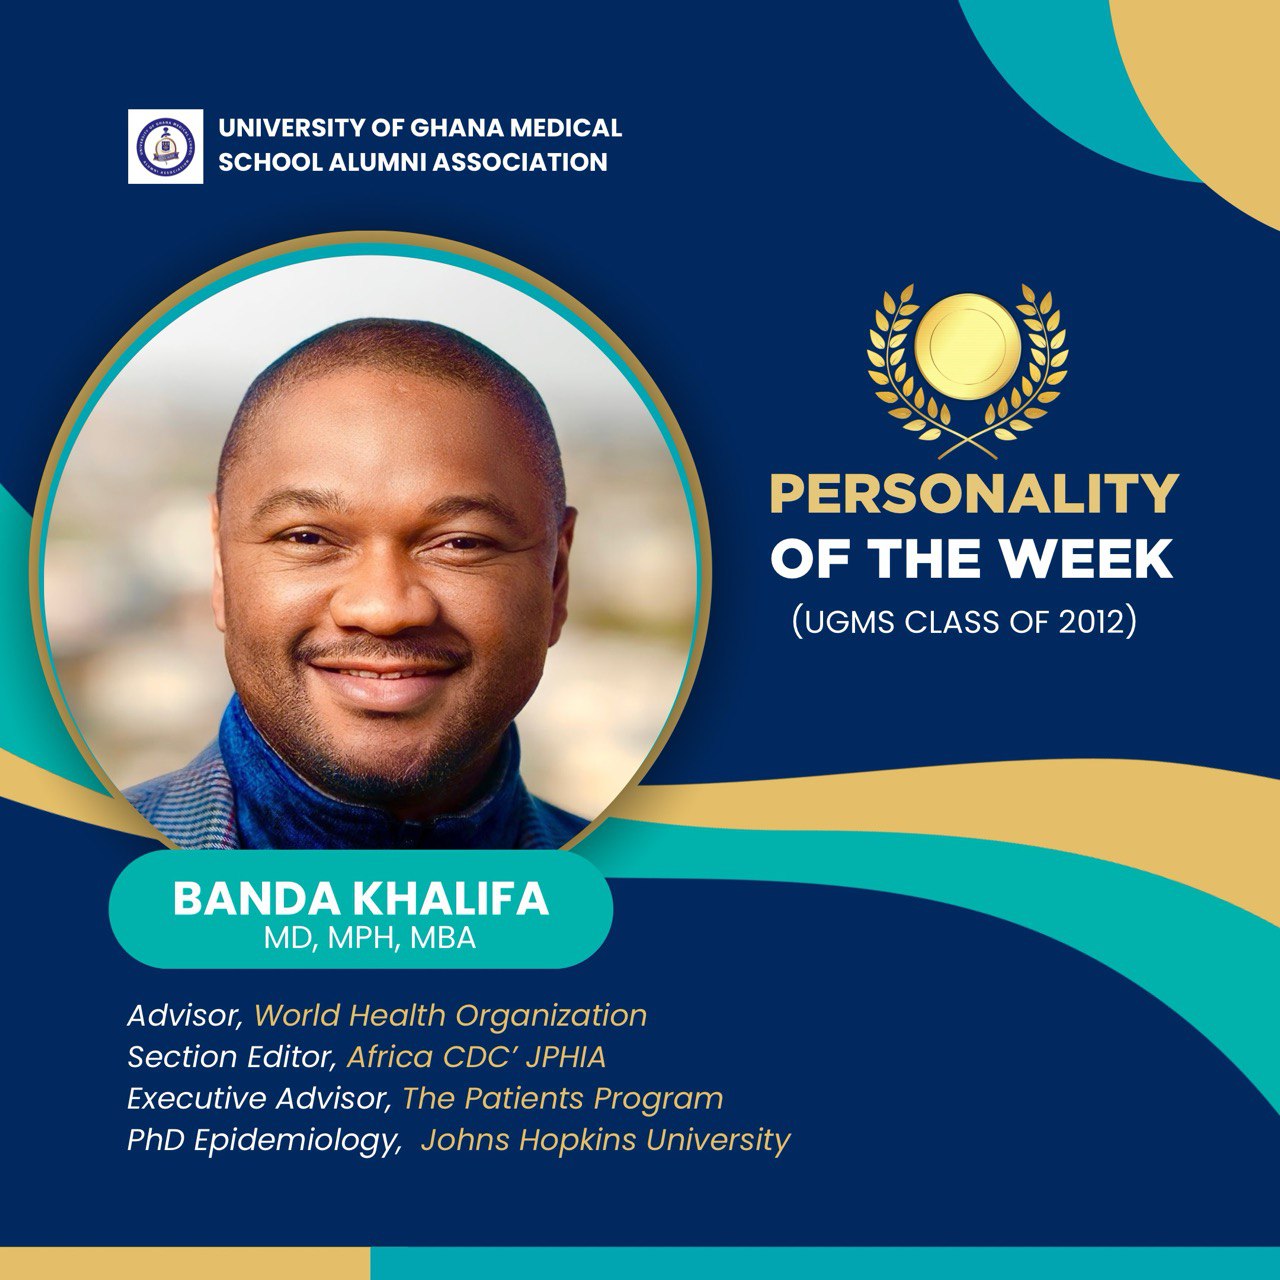 UNIVERSITY OF GHANA MEDICAL
SCHOOL ALUMNI ASSOCIATION
PERSONALITY
OF THE WEEK
(UGMS CLASS OF 2012)
BANDA KHALIFA
MD, MPH, MBA
Advisor, World Health Organization
Section Editor, Africa CDC’ JPHIA
Executive Advisor, The Patients Program
PhD Epidemiology, Johns Hopkins University